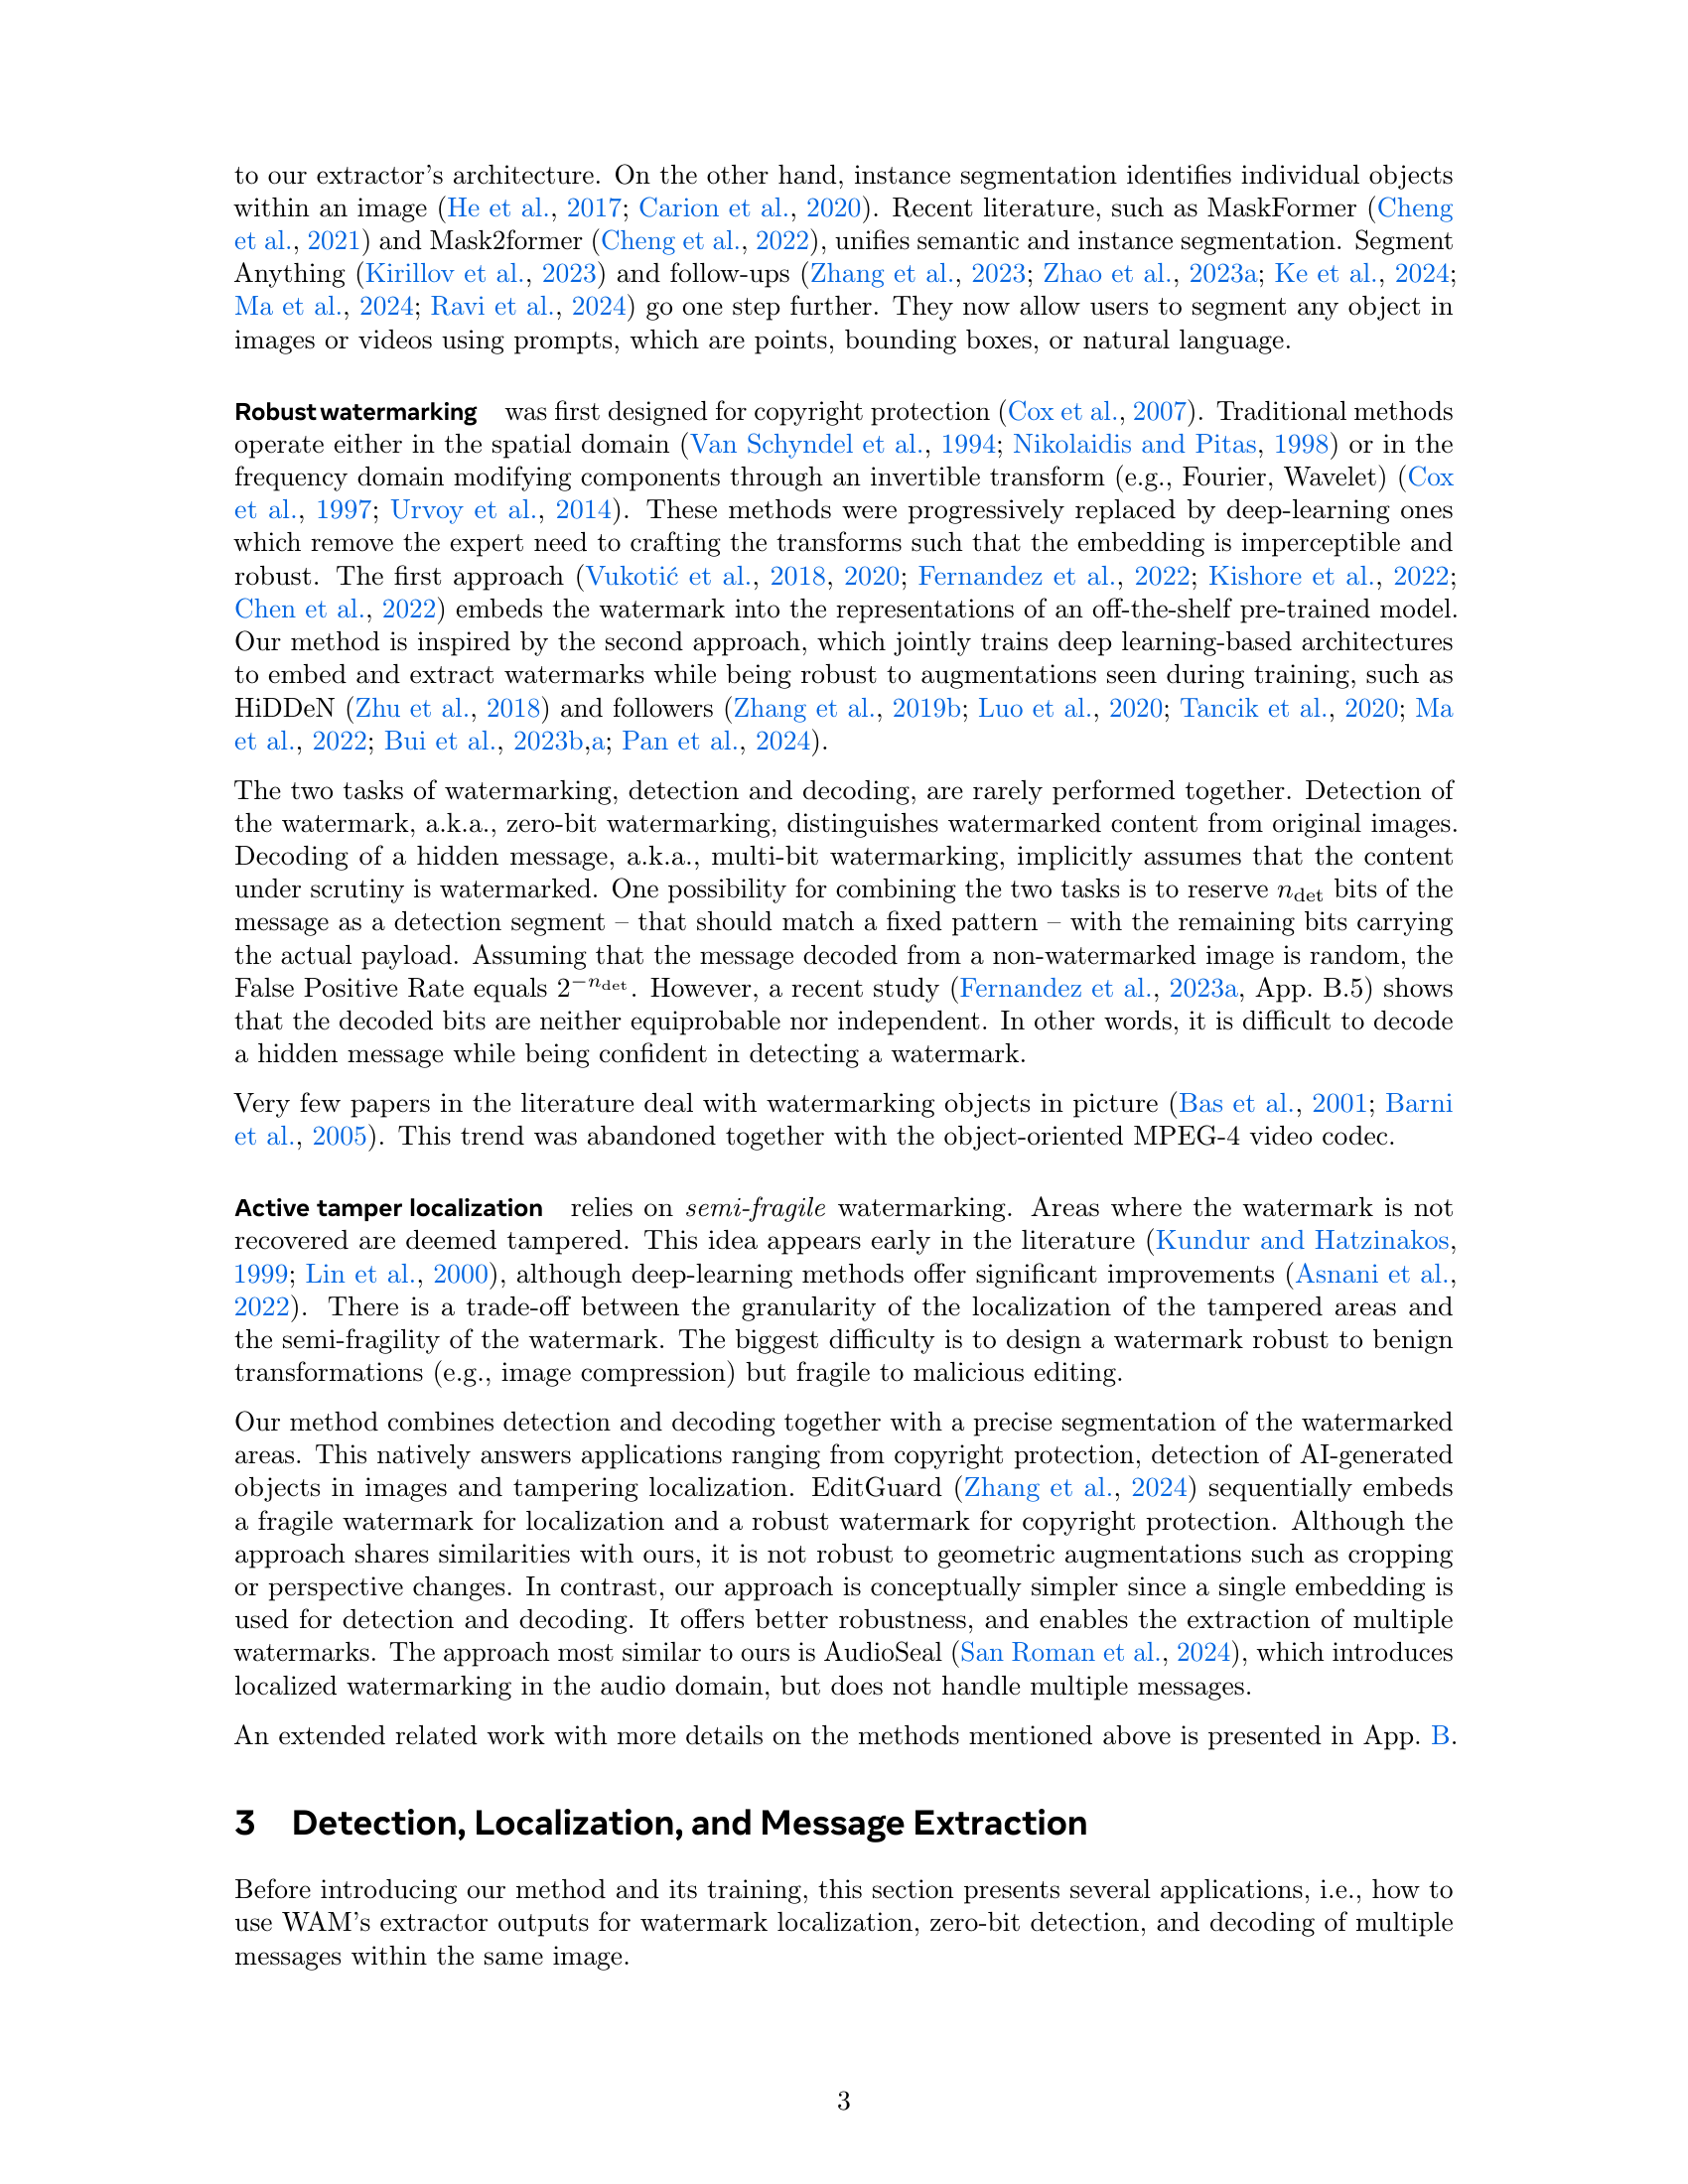 to our extractor's architecture. On the other hand, instance segmentation identifies individual objects
within an image (He et al., 2017; Carion et al., 2020). Recent literature, such as MaskFormer (Cheng
et al., 2021) and Mask2former (Cheng et al., 2022), unifies semantic and instance segmentation. Segment
Anything (Kirillov et al., 2023) and follow-ups (Zhang et al., 2023; Zhao et al., 2023a; Ke et al., 2024;
Ma et al., 2024; Ravi et al., 2024) go one step further. They now allow users to segment any object in
images or videos using prompts, which are points, bounding boxes, or natural language.
Robust watermarking was first designed for copyright protection (Cox et al., 2007). Traditional methods
operate either in the spatial domain (Van Schyndel et al., 1994; Nikolaidis and Pitas, 1998) or in the
frequency domain modifying components through an invertible transform (e.g., Fourier, Wavelet) (Cox
et al., 1997; Urvoy et al., 2014). These methods were progressively replaced by deep-learning ones
which remove the expert need to crafting the transforms such that the embedding is imperceptible and
robust. The first approach (Vukotić et al., 2018, 2020; Fernandez et al., 2022; Kishore et al., 2022;
Chen et al., 2022) embeds the watermark into the representations of an off-the-shelf pre-trained model.
Our method is inspired by the second approach, which jointly trains deep learning-based architectures
to embed and extract watermarks while being robust to augmentations seen during training, such as
HiDDeN (Zhu et al., 2018) and followers (Zhang et al., 2019b; Luo et al., 2020; Tancik et al., 2020; Ma
et al., 2022; Bui et al., 2023b,a; Pan et al., 2024).
The two tasks of watermarking, detection and decoding, are rarely performed together. Detection of
the watermark, a.k.a., zero-bit watermarking, distinguishes watermarked content from original images.
Decoding of a hidden message, a.k.a., multi-bit watermarking, implicitly assumes that the content
under scrutiny is watermarked. One possibility for combining the two tasks is to reserve n_det bits of the
message as a detection segment – that should match a fixed pattern – with the remaining bits carrying
the actual payload. Assuming that the message decoded from a non-watermarked image is random, the
False Positive Rate equals 2^{-n_det}. However, a recent study (Fernandez et al., 2023a, App. B.5) shows
that the decoded bits are neither equiprobable nor independent. In other words, it is difficult to decode
a hidden message while being confident in detecting a watermark.
Very few papers in the literature deal with watermarking objects in picture (Bas et al., 2001; Barni
et al., 2005). This trend was abandoned together with the object-oriented MPEG-4 video codec.
Active tamper localization relies on semi-fragile watermarking. Areas where the watermark is not
recovered are deemed tampered. This idea appears early in the literature (Kundur and Hatzinakos,
1999; Lin et al., 2000), although deep-learning methods offer significant improvements (Asnani et al.,
2022). There is a trade-off between the granularity of the localization of the tampered areas and
the semi-fragility of the watermark. The biggest difficulty is to design a watermark robust to benign
transformations (e.g., image compression) but fragile to malicious editing.
Our method combines detection and decoding together with a precise segmentation of the watermarked
areas. This natively answers applications ranging from copyright protection, detection of AI-generated
objects in images and tampering localization. EditGuard (Zhang et al., 2024) sequentially embeds
a fragile watermark for localization and a robust watermark for copyright protection. Although the
approach shares similarities with ours, it is not robust to geometric augmentations such as cropping
or perspective changes. In contrast, our approach is conceptually simpler since a single embedding is
used for detection and decoding. It offers better robustness, and enables the extraction of multiple
watermarks. The approach most similar to ours is AudioSeal (San Roman et al., 2024), which introduces
localized watermarking in the audio domain, but does not handle multiple messages.
An extended related work with more details on the methods mentioned above is presented in App. B.
3 Detection, Localization, and Message Extraction
Before introducing our method and its training, this section presents several applications, i.e., how to
use WAM's extractor outputs for watermark localization, zero-bit detection, and decoding of multiple
messages within the same image.
3